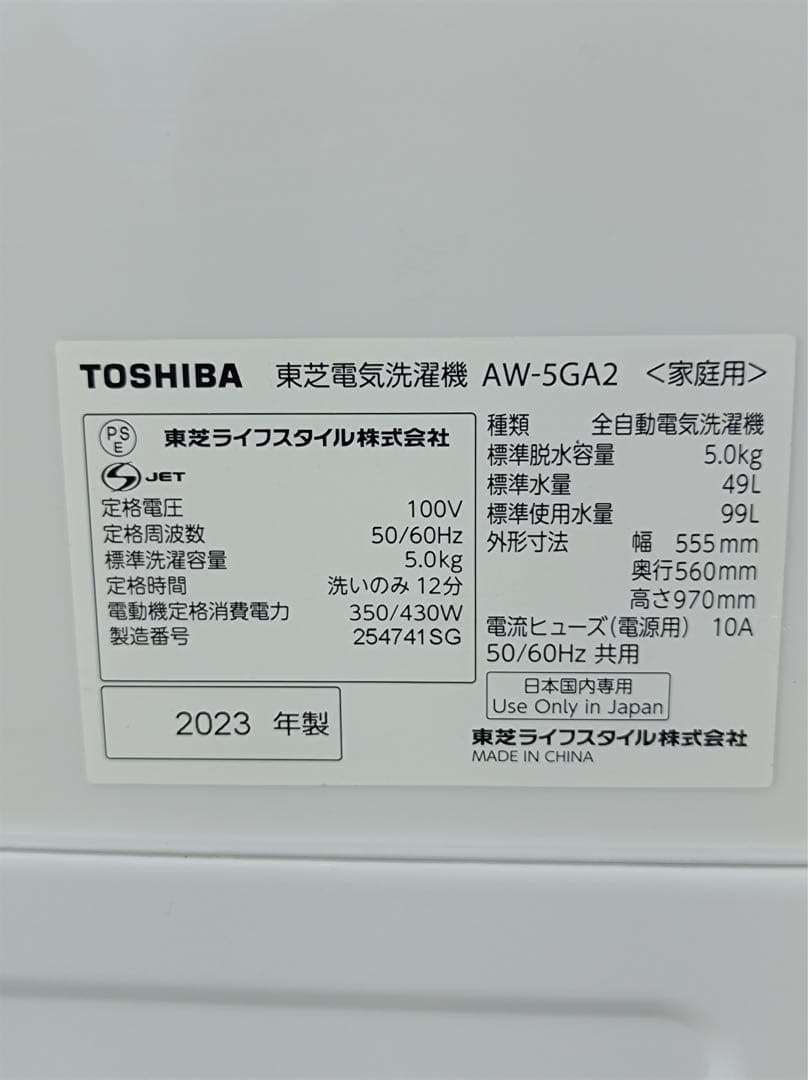 TOSHIBA 東芝電気洗濯機 AW-5GA2 <家庭用>
PS
E
東芝ライフスタイル株式会社
S JET
定格電圧 100V
定格周波数 50/60Hz
標準洗濯容量 5.0kg
定格時間 洗いのみ 12分
電動機定格消費電力 350/430W
製造番号 254741SG
2023 年製
種類 全自動電気洗濯機
標準脱水容量 5.0kg
標準水量 49L
標準使用水量 99L
外形寸法 幅 555mm
奥行560mm
高さ970mm
電流ヒューズ(電源用) 10A
50/60Hz 共用
日本国内専用
Use Only in Japan
東芝ライフスタイル株式会社
MADE IN CHINA